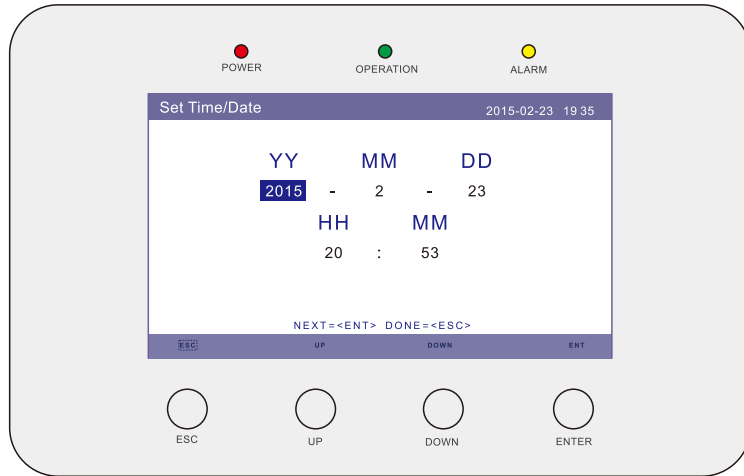 POWER OPERATION ALARM
Set Time/Date 2015-02-23 19 35
YY MM DD
2015 - 2 - 23
HH MM
20 : 53
NEXT=<ENT> DONE=<ESC>
ESC UP DOWN ENT
ESC UP DOWN ENTER